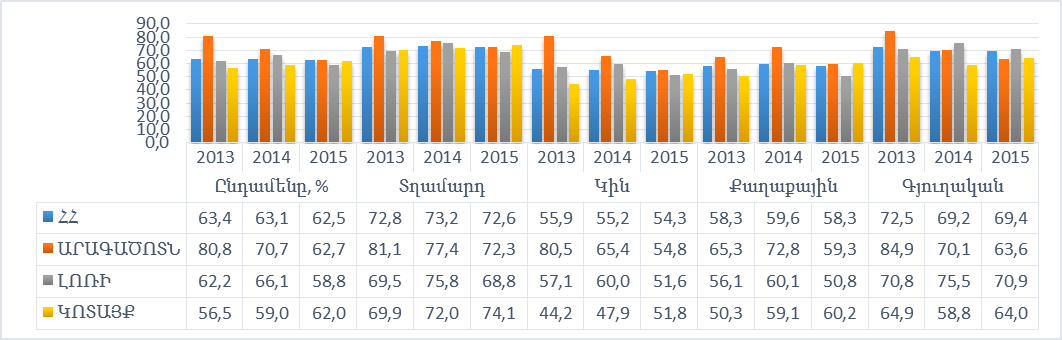 90,0
80,0
70,0
60,0
50,0
40,0
30,0
20,0
10,0
0,0
2013 2014 2015 2013 2014 2015 2013 2014 2015 2013 2014 2015 2013 2014 2015
Ընդամենը, % Տղամարդ Կին Քաղաքային Գյուղական
ՀՀ 63,4 63,1 62,5 72,8 73,2 72,6 55,9 55,2 54,3 58,3 59,6 58,3 72,5 69,2 69,4
ԱՐԱԳԱԾՈՏՆ 80,8 70,7 62,7 81,1 77,4 72,3 80,5 65,4 54,8 65,3 72,8 59,3 84,9 70,1 63,6
ԼՈՌԻ 62,2 66,1 58,8 69,5 75,8 68,8 57,1 60,0 51,6 56,1 60,1 50,8 70,8 75,5 70,9
ԿՈՏԱՅՔ 56,5 59,0 62,0 69,9 72,0 74,1 44,2 47,9 51,8 50,3 59,1 60,2 64,9 58,8 64,0